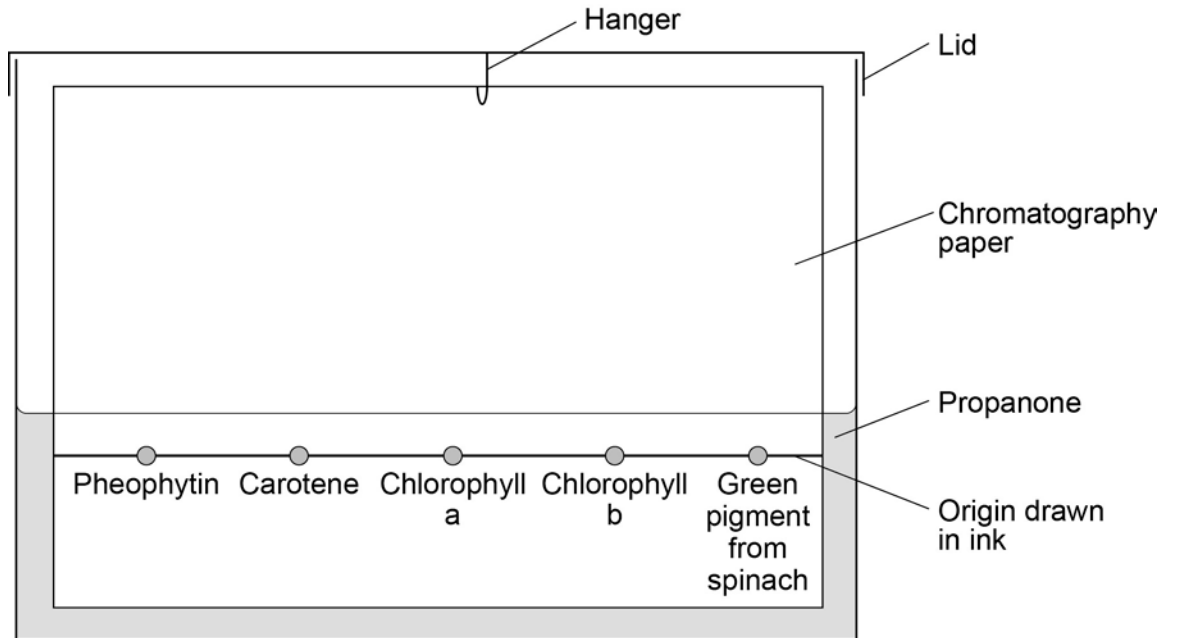 Hanger
Lid
Chromatography
paper
Propanone
Pheophytin
Carotene
Chlorophyll
a
Chlorophyll
b
Green
pigment
from
spinach
Origin drawn
in ink